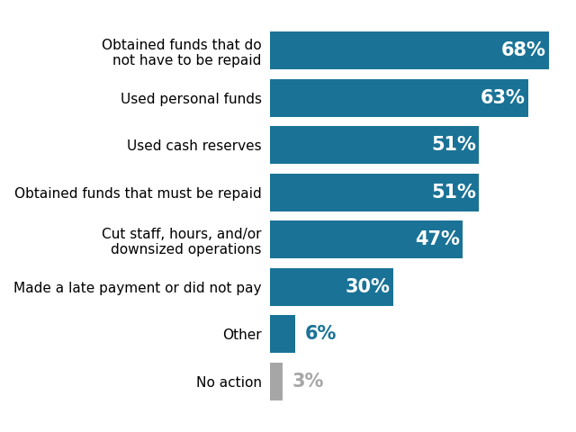 Obtained funds that do
not have to be repaid
68%
Used personal funds
63%
Used cash reserves
51%
Obtained funds that must be repaid
51%
Cut staff, hours, and/or
downsized operations
47%
Made a late payment or did not pay
30%
Other
6%
No action
3%